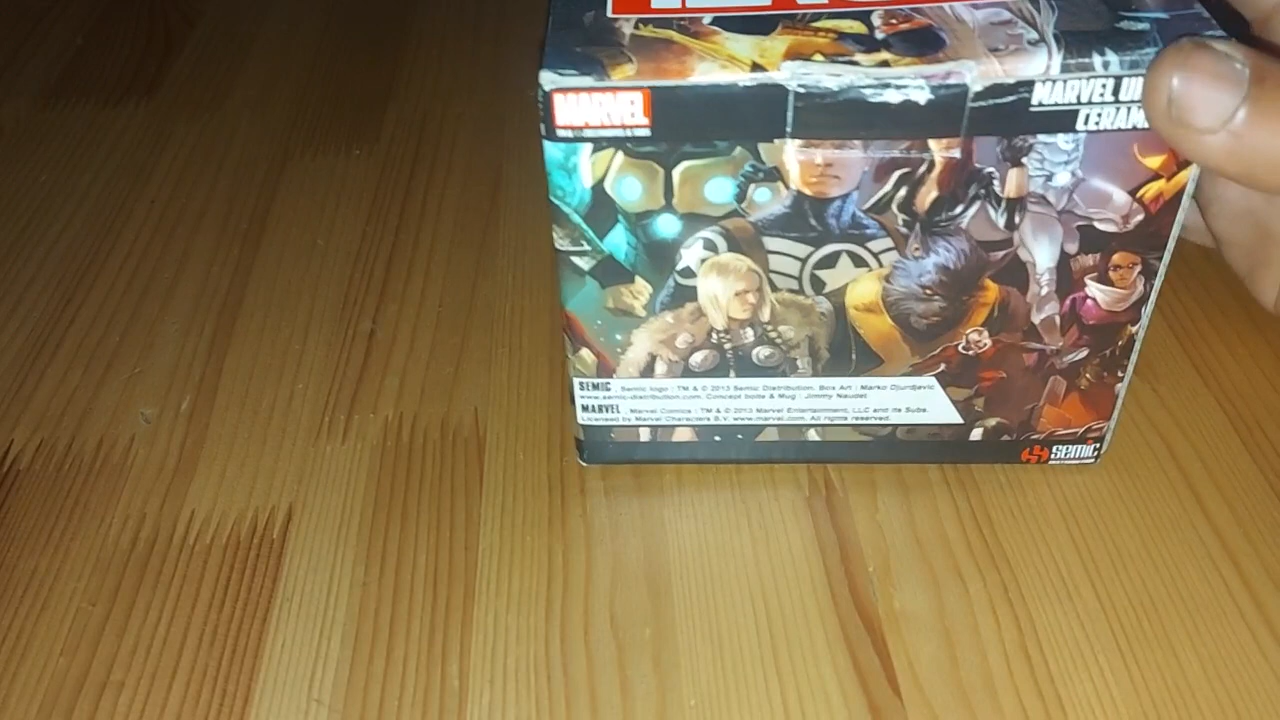 MARVEL
MARVEL
CERAM
SEMIC . Semic logo : TM & © 2013 Semic Distribution. Box Art : Marko Djurdjevic
www.semic-distribution.com. Concept boite & Mug : Jimmy Naudet
MARVEL . Marvel Comics : TM & © 2013 Marvel Entertainment, LLC and its Subs.
Licensed by Marvel Characters B.V. www.marvel.com. All rights reserved.
semic